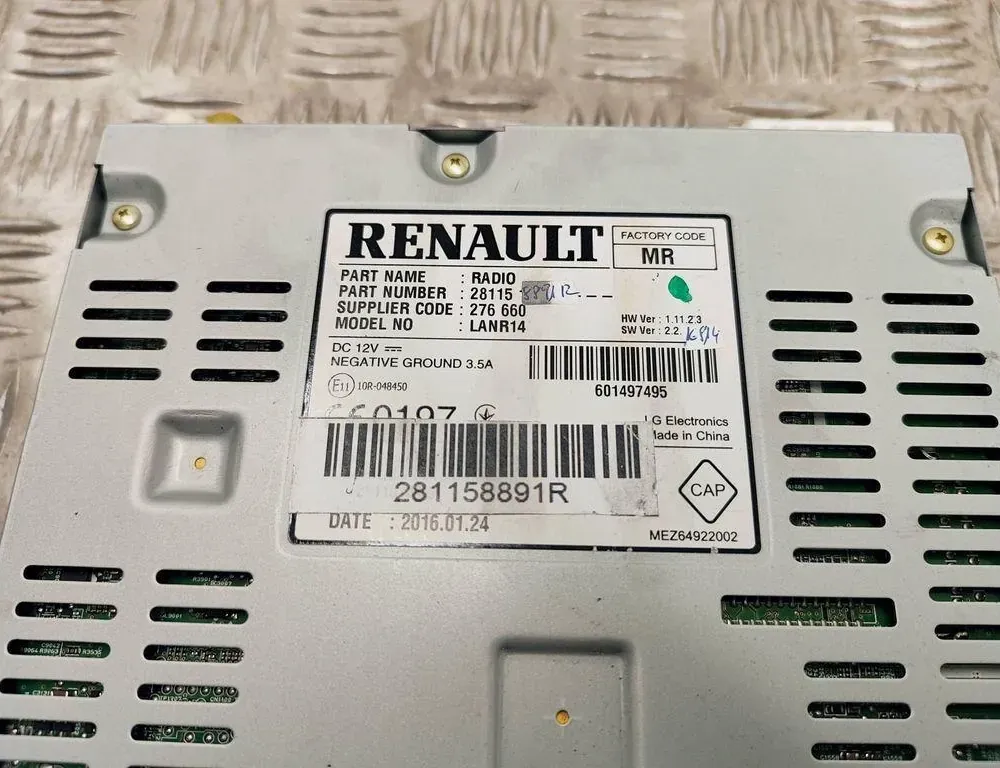 RENAULT
FACTORY CODE
MR
PART NAME : RADIO
PART NUMBER : 28115 8891R
SUPPLIER CODE : 276 660
MODEL NO : LANR14
HW Ver : 1.11.2.3
SW Ver : 2.2.
DC 12V
NEGATIVE GROUND 3.5A
E11 10R-048450
601497495
LG Electronics
Made in China
281158891R
CAP
DATE : 2016.01.24
MEZ64922002